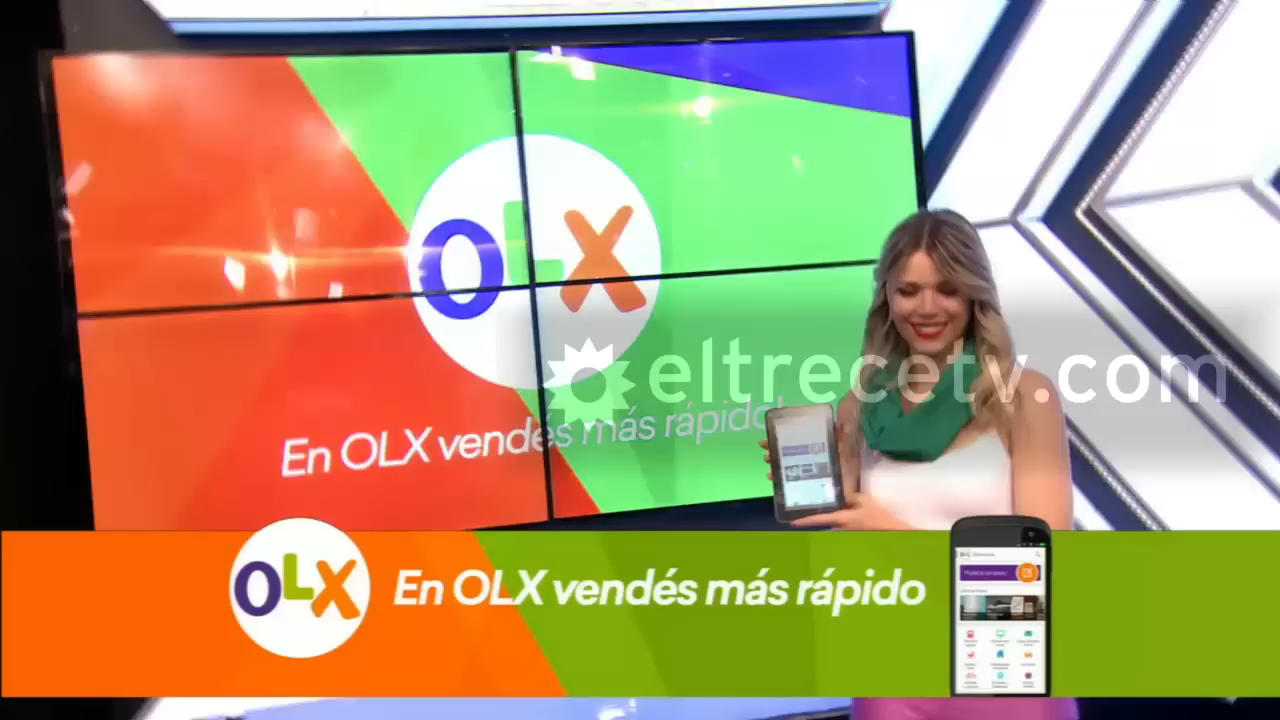 OLX
En OLX vendés más rápido!
eltrecetv.com
OLX
En OLX vendés más rápido